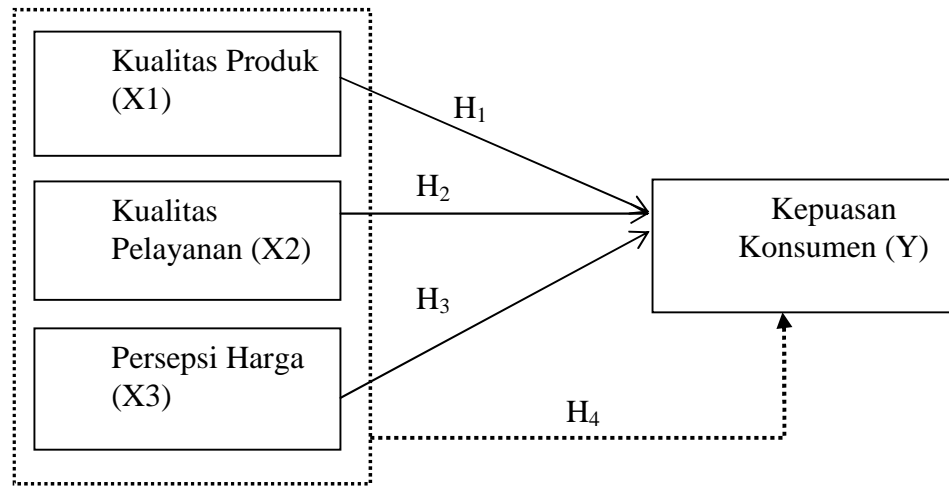 Kualitas Produk
(X1)
H₁
Kualitas
Pelayanan (X2)
H₂
Kepuasan
Konsumen (Y)
H₃
Persepsi Harga
(X3)
H₄